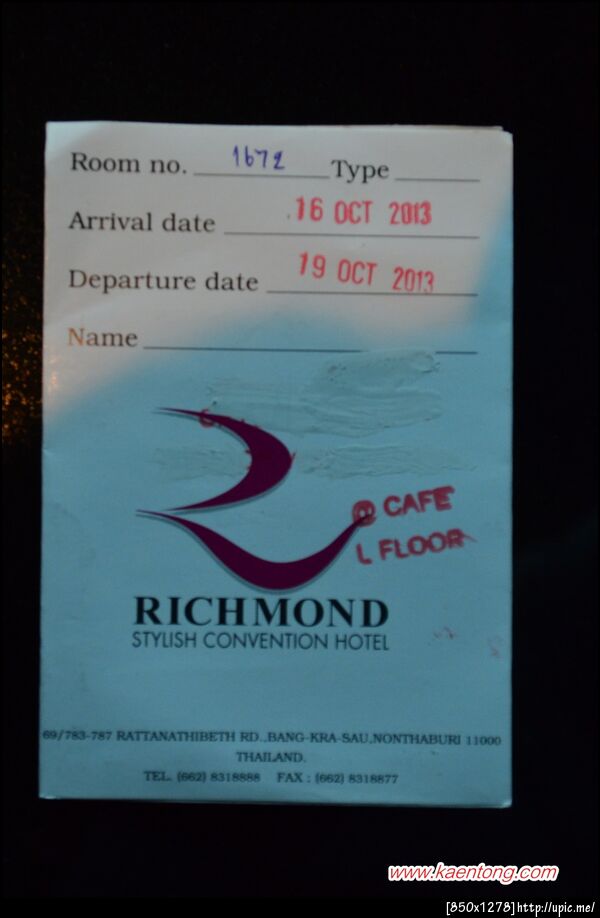 Room no. 1672 Type
Arrival date 16 OCT 2013
Departure date 19 OCT 2013
Name
@ CAFE
L FLOOR
RICHMOND
STYLISH CONVENTION HOTEL
69/783-787 RATTANATHIBETH RD.,BANG-KRA-SAU,NONTHABURI 11000
THAILAND.
TEL. (662) 8318888 FAX : (662) 8318877
www.kaentong.com
[850x1278]http://upic.me/